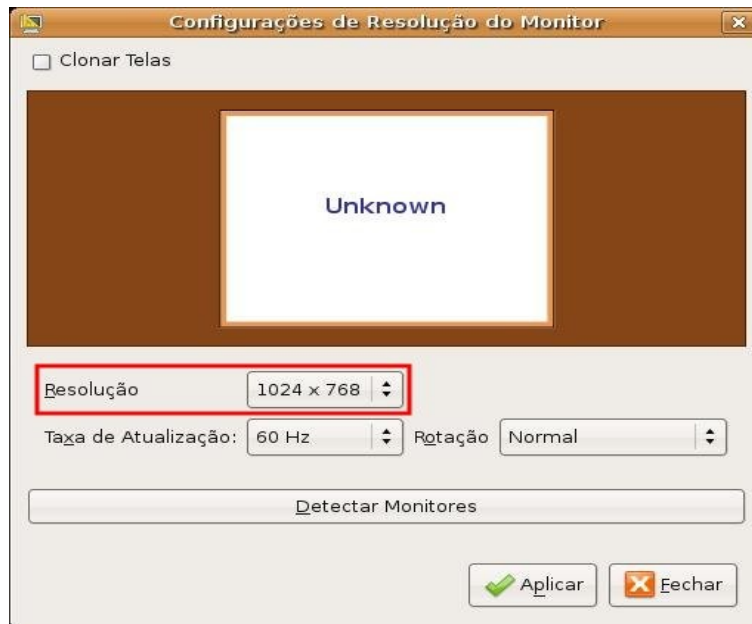 Configurações de Resolução do Monitor
Clonar Telas
Unknown
Resolução 1024 x 768
Taxa de Atualização: 60 Hz Rotação Normal
Detectar Monitores
Aplicar Fechar